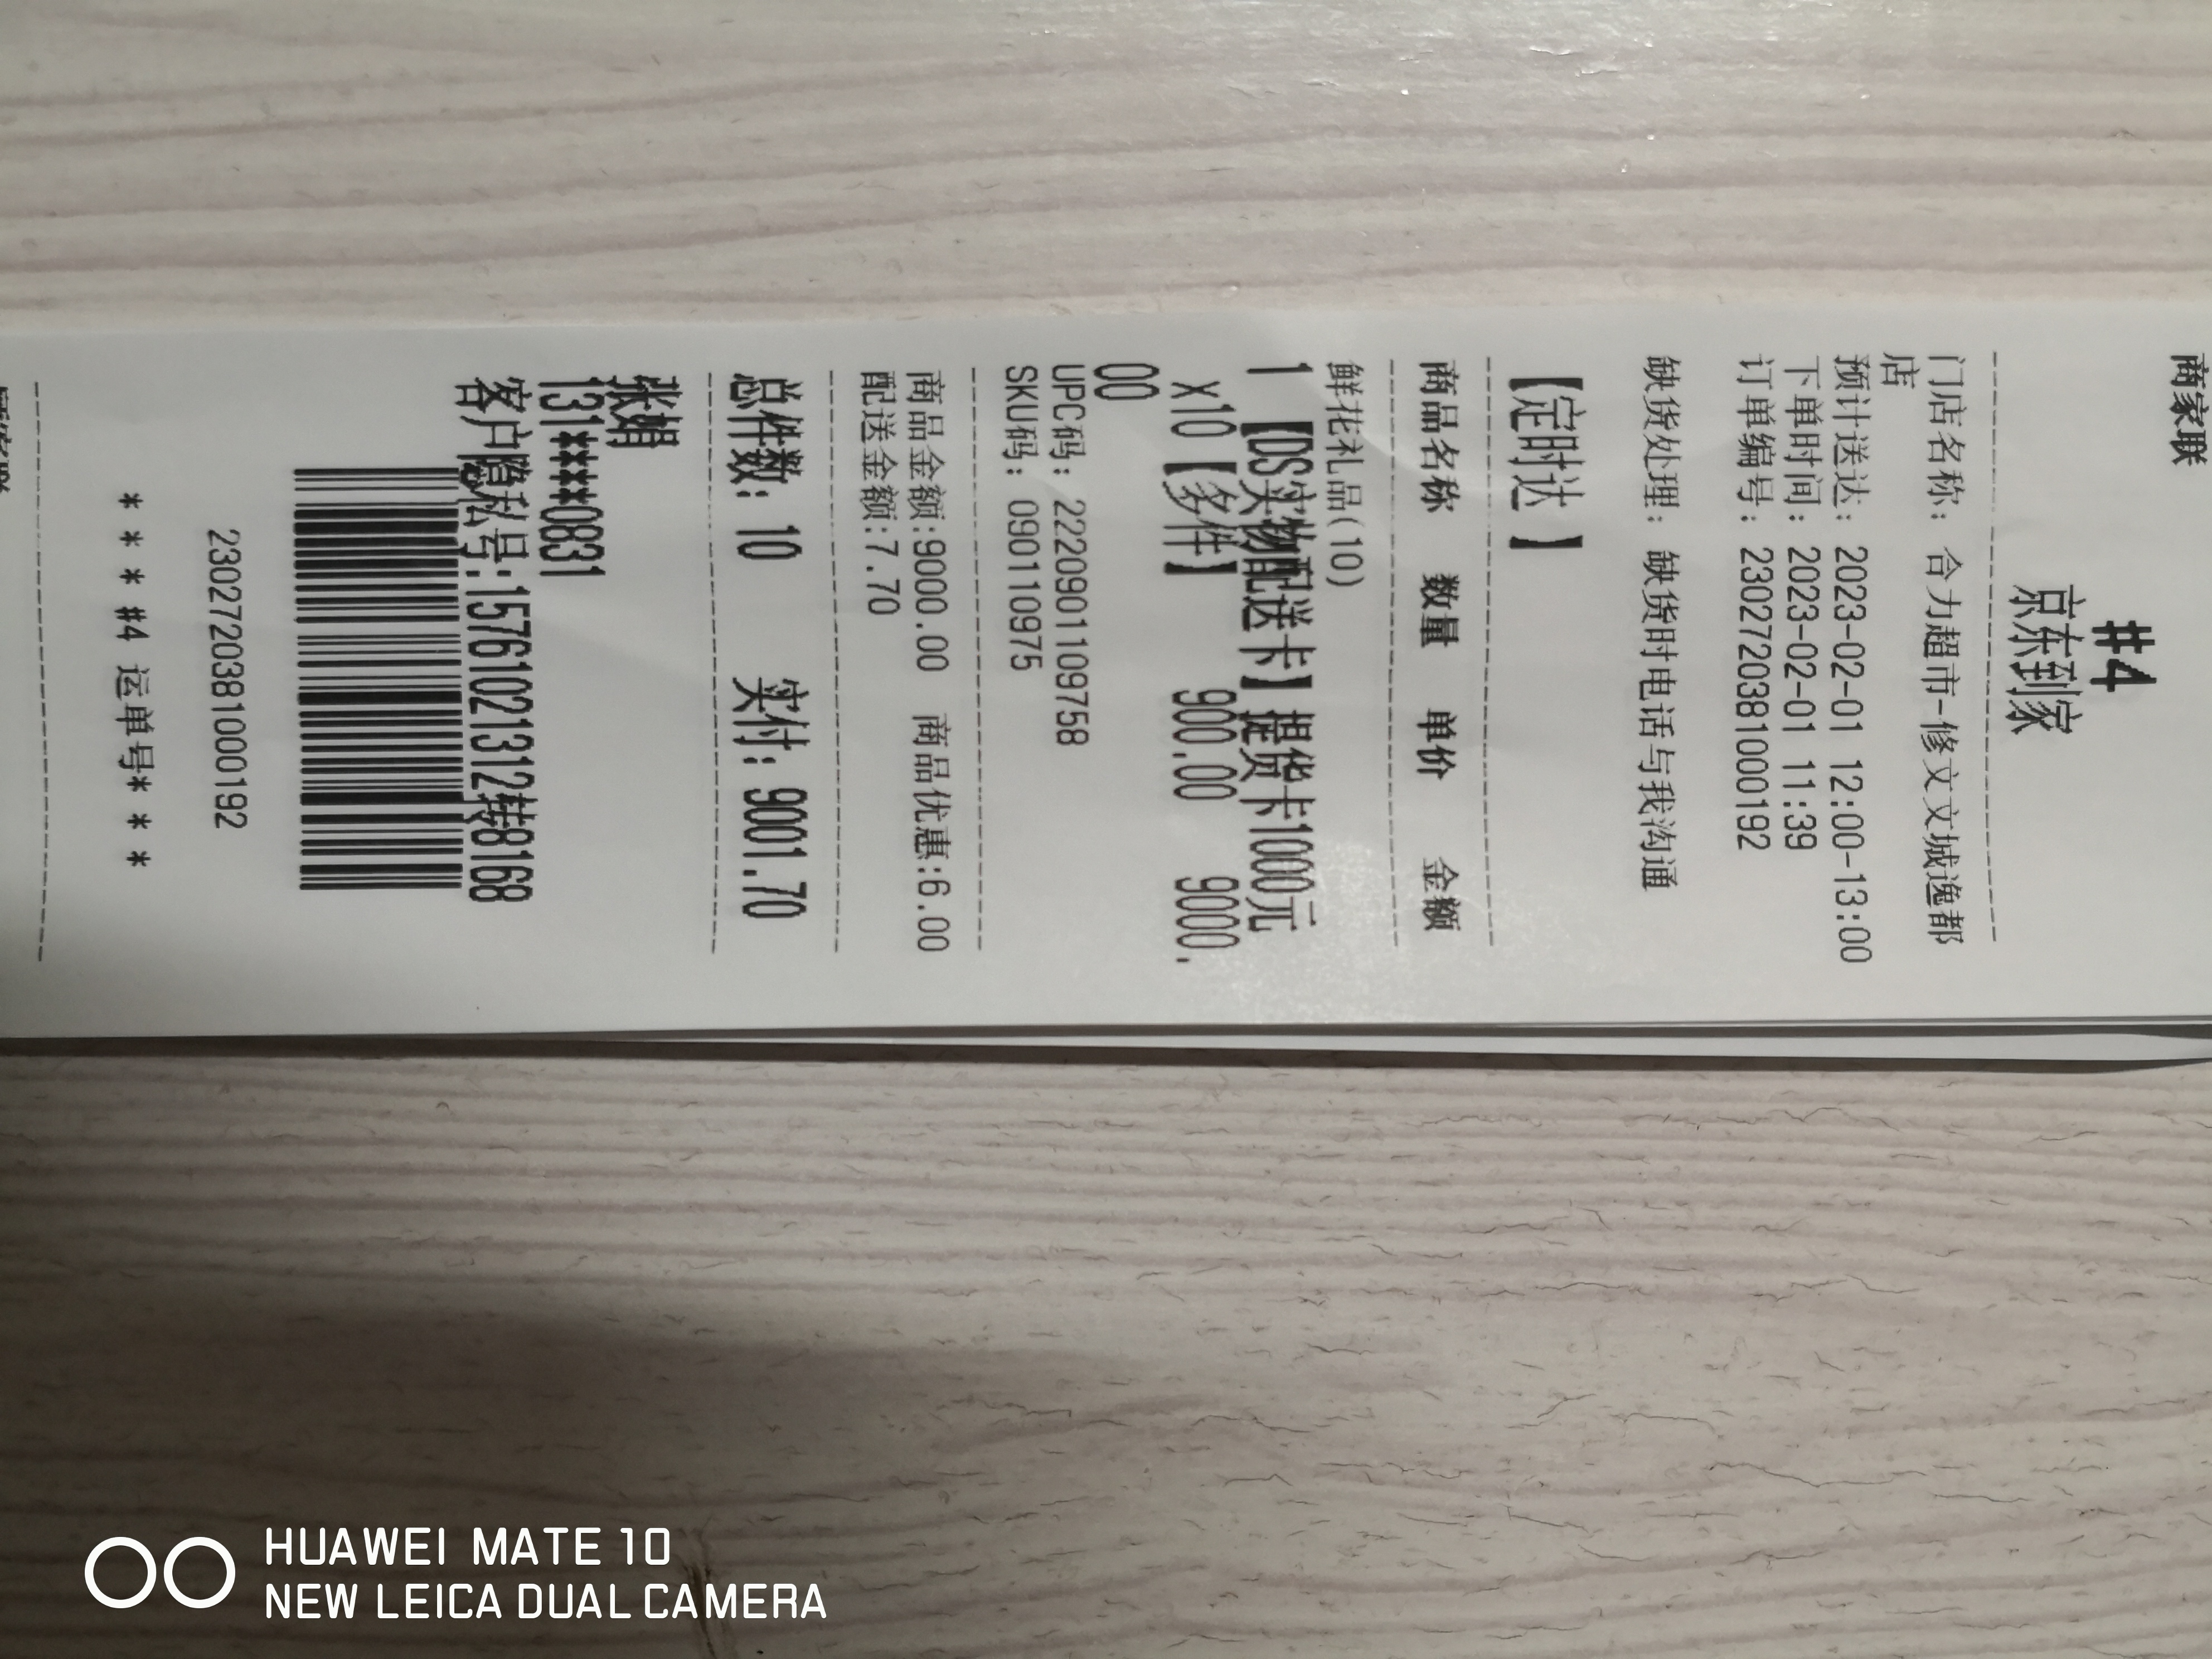 商家联
#4
京东到家
门店名称: 合力超市-修文文城逸都
店
预计送达: 2023-02-01 12:00-13:00
下单时间: 2023-02-01 11:39
订单编号: 2302720381000192
缺货处理: 缺货时电话与我沟通
【定时达 】
商品名称 数量 单价 金额
鲜花礼品(10)
1 【DS实物配送卡】提货卡1000元
x10【多件】 900.00 9000.
00
UPC码: 2220901109758
SKU码: 0901110975
商品金额:9000.00 商品优惠:6.00
配送金额:7.70
总件数: 10 实付: 9001.70
张娟
131****0831
客户隐私号:15761021312转8168
2302720381000192
* * * #4 运单号* * *
HUAWEI MATE 10
NEW LEICA DUAL CAMERA